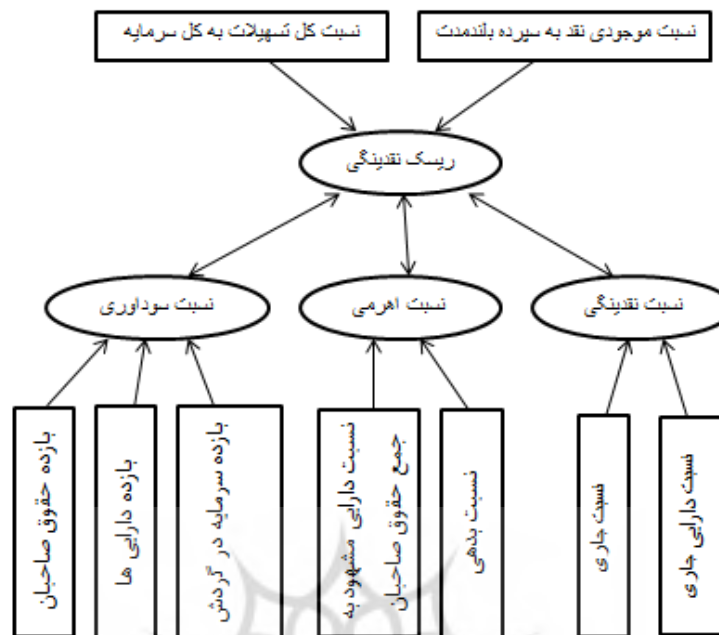 نسبت موجودی نقد به سپرده بلندمدت
نسبت کل تسهیلات به کل سرمایه
ریسک نقدینگی
نسبت نقدینگی
نسبت اهرمی
نسبت سوداوری
نسبت دارایی جاری
نسبت جاری
نسبت بدهی
نسبت دارایی مشهود به
جمع حقوق صاحبان
بازده سرمایه در گردش
بازده دارایی ها
بازده حقوق صاحبان